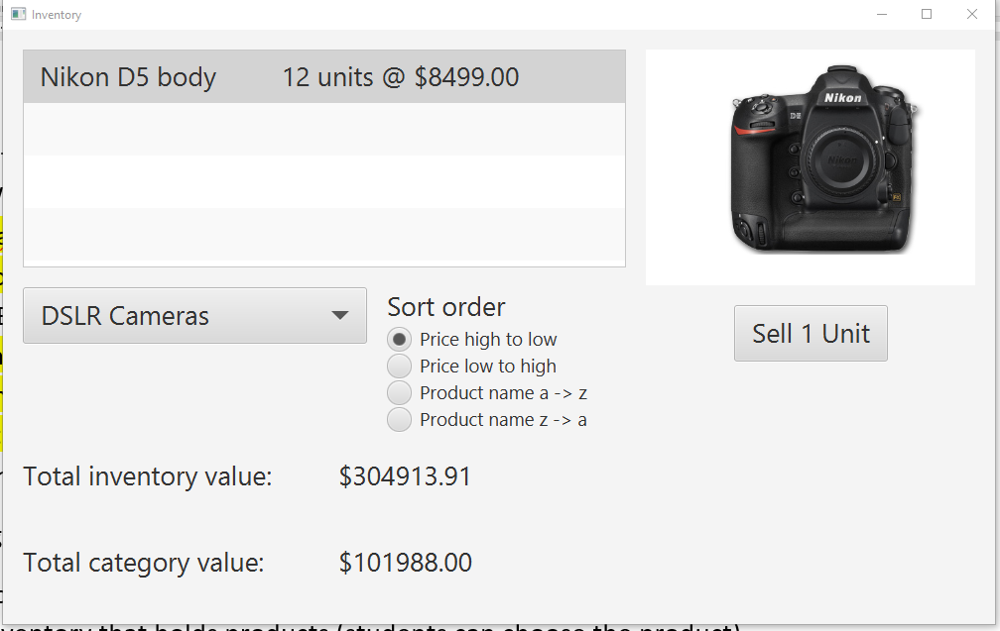 Inventory
Nikon D5 body 12 units @ $8499.00
Nikon
D5
Nikon
DSLR Cameras
Sort order
Price high to low
Price low to high
Product name a -> z
Product name z -> a
Sell 1 Unit
Total inventory value: $304913.91
Total category value: $101988.00
ventory that holds products (students can choose the product)